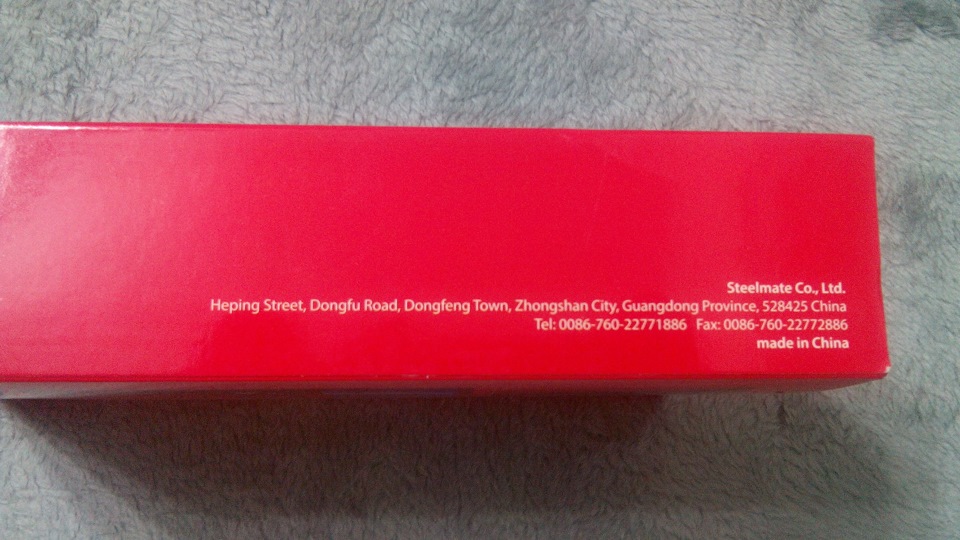 Steelmate Co., Ltd.
Heping Street, Dongfu Road, Dongfeng Town, Zhongshan City, Guangdong Province, 528425 China
Tel: 0086-760-22771886 Fax: 0086-760-22772886
made in China